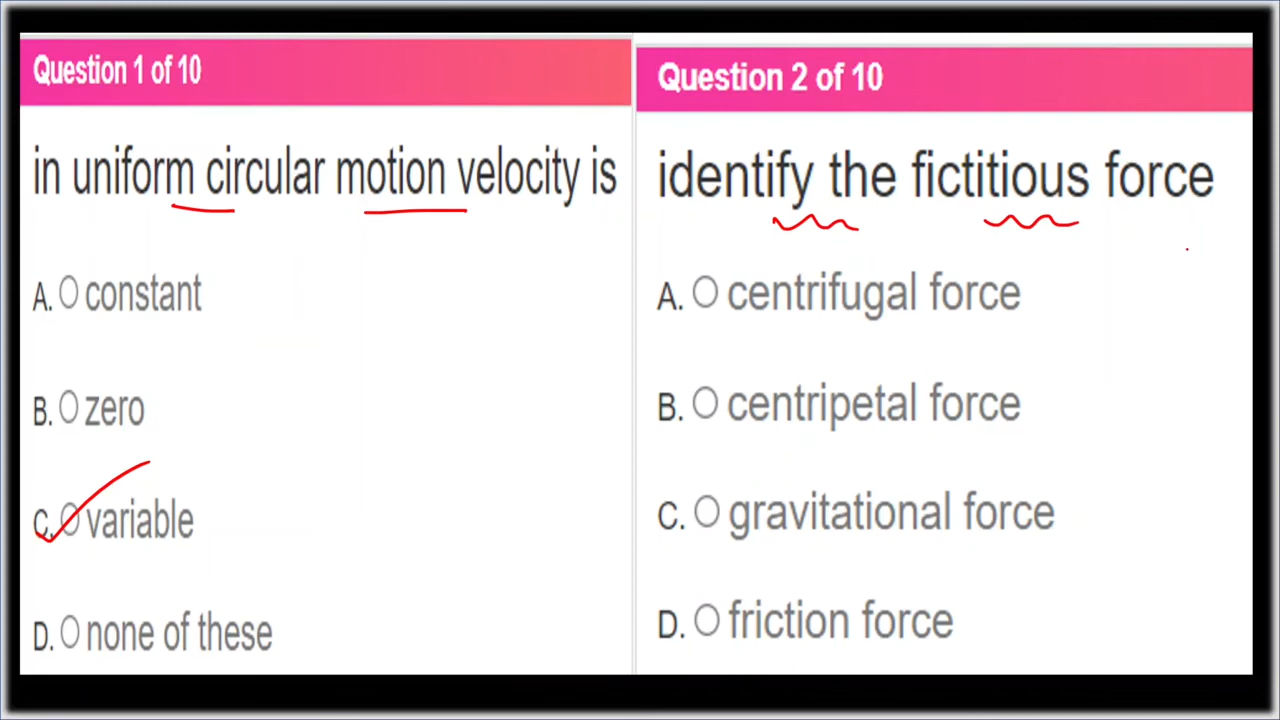 Question 1 of 10
in uniform circular motion velocity is
A. constant
B. zero
C. variable
D. none of these
Question 2 of 10
identify the fictitious force
A. centrifugal force
B. centripetal force
C. gravitational force
D. friction force